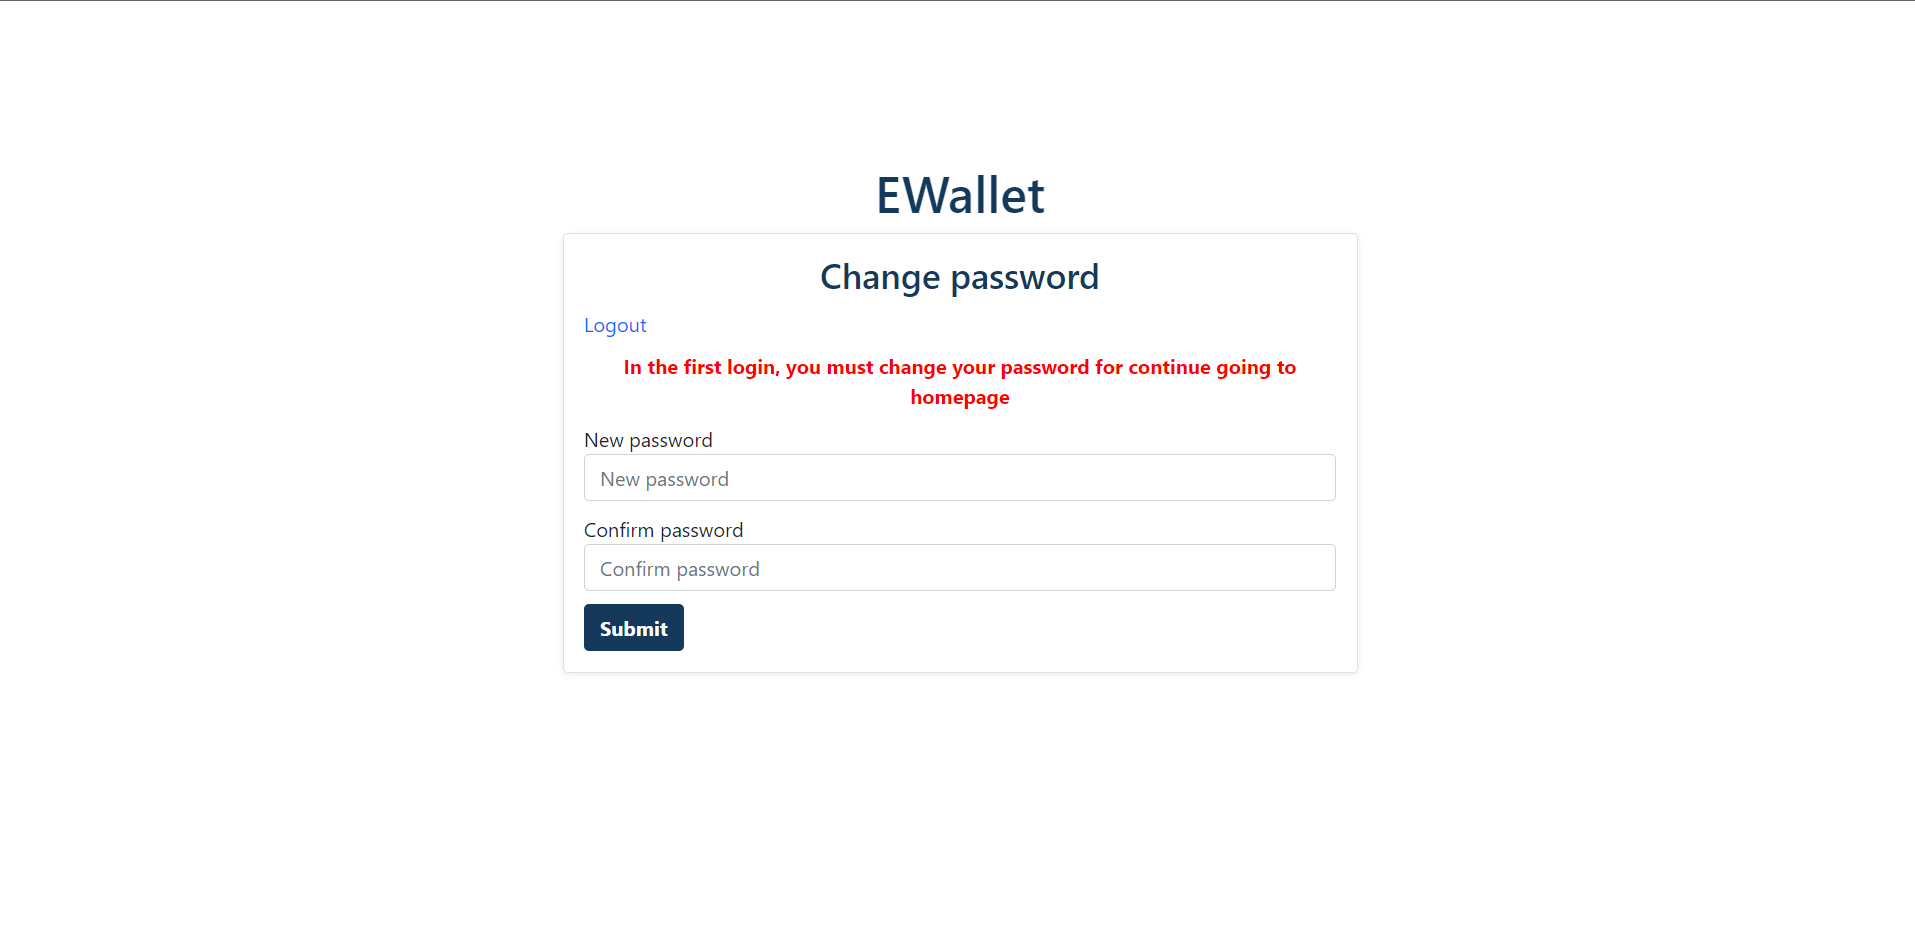 EWallet
Change password
Logout
In the first login, you must change your password for continue going to
homepage
New password
New password
Confirm password
Confirm password
Submit